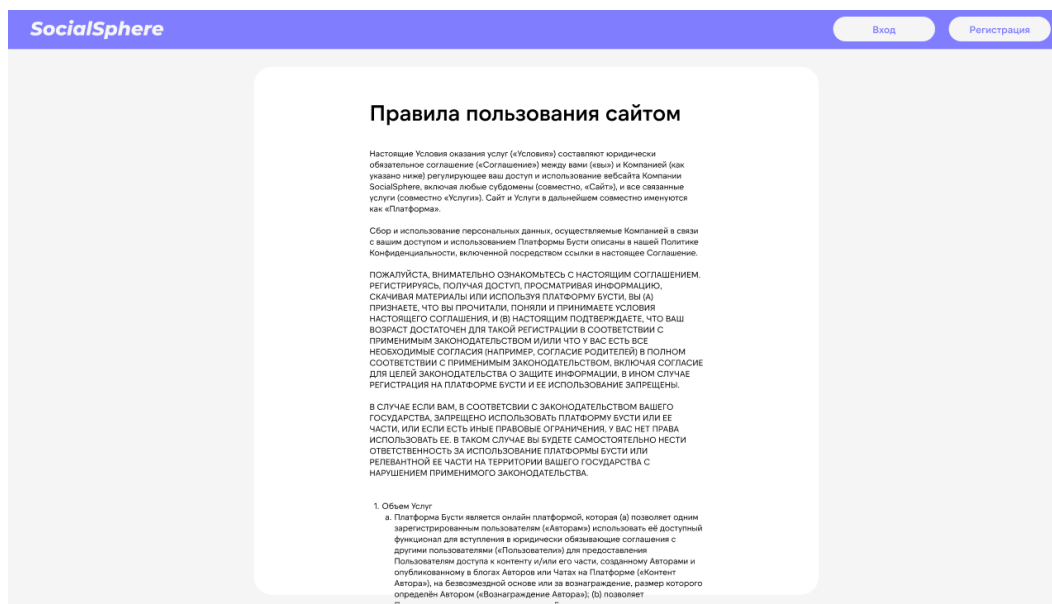 SocialSphere
Вход
Регистрация
Правила пользования сайтом
Настоящие Условия оказания услуг («Условия») составляют юридически
обязательное соглашение («Соглашение») между вами («вы») и Компанией (как
указано ниже) регулирующее ваш доступ и использование вебсайта Компании
SocialSphere, включая любые субдомены (совместно, «Сайт»), и все связанные
услуги (совместно «Услуги»). Сайт и Услуги в дальнейшем совместно именуются
как «Платформа».
Сбор и использование персональных данных, осуществляемые Компанией в связи
с вашим доступом и использованием Платформы Бусти описаны в нашей Политике
Конфиденциальности, включенной посредством ссылки в настоящее Соглашение.
ПОЖАЛУЙСТА, ВНИМАТЕЛЬНО ОЗНАКОМЬТЕСЬ С НАСТОЯЩИМ СОГЛАШЕНИЕМ.
РЕГИСТРИРУЯСЬ, ПОЛУЧАЯ ДОСТУП, ПРОСМАТРИВАЯ ИНФОРМАЦИЮ,
СКАЧИВАЯ МАТЕРИАЛЫ ИЛИ ИСПОЛЬЗУЯ ПЛАТФОРМУ БУСТИ, ВЫ (А)
ПРИЗНАЕТЕ, ЧТО ВЫ ПРОЧИТАЛИ, ПОНЯЛИ И ПРИНИМАЕТЕ УСЛОВИЯ
НАСТОЯЩЕГО СОГЛАШЕНИЯ, И (В) НАСТОЯЩИМ ПОДТВЕРЖДАЕТЕ, ЧТО ВАШ
ВОЗРАСТ ДОСТАТОЧЕН ДЛЯ ТАКОЙ РЕГИСТРАЦИИ В СООТВЕТСТВИИ С
ПРИМЕНИМЫМ ЗАКОНОДАТЕЛЬСТВОМ И/ИЛИ ЧТО У ВАС ЕСТЬ ВСЕ
НЕОБХОДИМЫЕ СОГЛАСИЯ (НАПРИМЕР, СОГЛАСИЕ РОДИТЕЛЕЙ) В ПОЛНОМ
СООТВЕТСТВИИ С ПРИМЕНИМЫМ ЗАКОНОДАТЕЛЬСТВОМ, ВКЛЮЧАЯ СОГЛАСИЕ
ДЛЯ ЦЕЛЕЙ ЗАКОНОДАТЕЛЬСТВА О ЗАЩИТЕ ИНФОРМАЦИИ, В ИНОМ СЛУЧАЕ
РЕГИСТРАЦИЯ НА ПЛАТФОРМЕ БУСТИ И ЕЕ ИСПОЛЬЗОВАНИЕ ЗАПРЕЩЕНЫ.
В СЛУЧАЕ ЕСЛИ ВАМ, В СООТВЕТСВИИ С ЗАКОНОДАТЕЛЬСТВОМ ВАШЕГО
ГОСУДАРСТВА, ЗАПРЕЩЕНО ИСПОЛЬЗОВАТЬ ПЛАТФОРМУ БУСТИ ИЛИ ЕЕ
ЧАСТИ, ИЛИ ЕСЛИ ЕСТЬ ИНЫЕ ПРАВОВЫЕ ОГРАНИЧЕНИЯ, У ВАС НЕТ ПРАВА
ИСПОЛЬЗОВАТЬ ЕЕ. В ТАКОМ СЛУЧАЕ ВЫ БУДЕТЕ САМОСТОЯТЕЛЬНО НЕСТИ
ОТВЕТСТВЕННОСТЬ ЗА ИСПОЛЬЗОВАНИЕ ПЛАТФОРМЫ БУСТИ ИЛИ
РЕЛЕВАНТНОЙ ЕЕ ЧАСТИ НА ТЕРРИТОРИИ ВАШЕГО ГОСУДАРСТВА С
НАРУШЕНИЕМ ПРИМЕНИМОГО ЗАКОНОДАТЕЛЬСТВА.
1. Объем Услуг
a. Платформа Бусти является онлайн платформой, которая (a) позволяет одним
зарегистрированным пользователям («Авторам») использовать её доступный
функционал для вступления в юридически обязывающие соглашения с
другими пользователями («Пользователи») для предоставления
Пользователям доступа к контенту и/или его части, созданному Авторами и
опубликованному в блогах Авторов или Чатах на Платформе («Контент
Автора»), на безвозмездной основе или за вознаграждение, размер которого
определён Автором («Вознаграждение Автора»); (b) позволяет